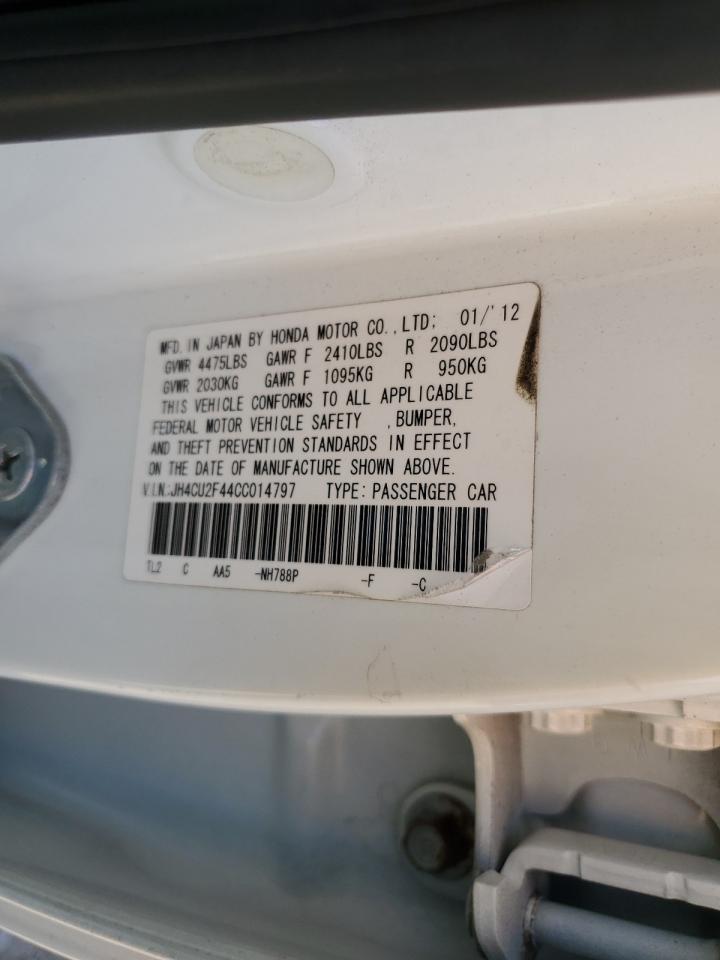 MFD. IN JAPAN BY HONDA MOTOR CO.,LTD; 01/'12
GVWR 4475LBS GAWR F 2410LBS R 2090LBS
GVWR 2030KG GAWR F 1095KG R 950KG
THIS VEHICLE CONFORMS TO ALL APPLICABLE
FEDERAL MOTOR VEHICLE SAFETY ,BUMPER,
AND THEFT PREVENTION STANDARDS IN EFFECT
ON THE DATE OF MANUFACTURE SHOWN ABOVE.
V.I.N.:JH4CU2F44CC014797 TYPE: PASSENGER CAR
TL2 C AA5 -NH788P -F -C